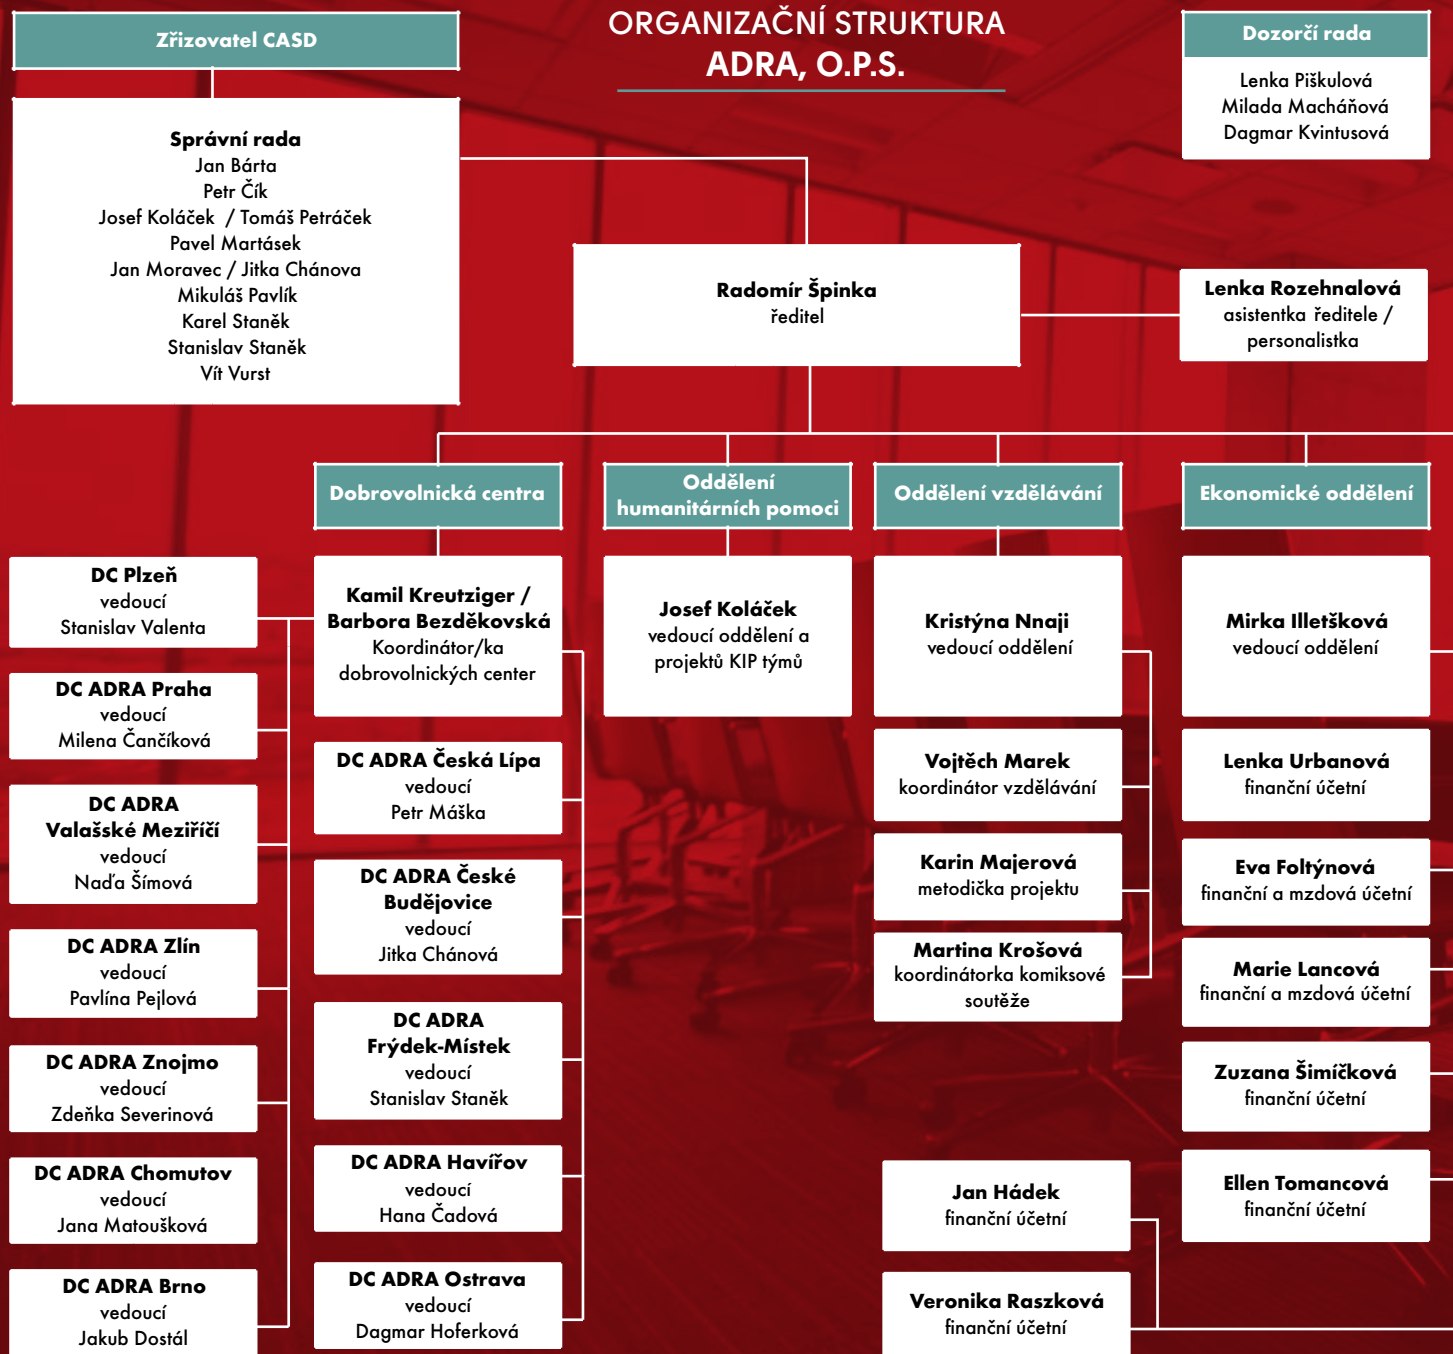 Zřizovatel CASD
ORGANIZAČNÍ STRUKTURA
ADRA, O.P.S.
Dozorčí rada
Lenka Piškulová
Milada Macháňová
Dagmar Kvintusová
Správní rada
Jan Bárta
Petr Čík
Josef Koláček / Tomáš Petráček
Pavel Martásek
Jan Moravec / Jitka Chánova
Mikuláš Pavlík
Karel Staněk
Stanislav Staněk
Vít Vurst
Radomír Špinka
ředitel
Lenka Rozehnalová
asistentka ředitele /
personalistka
Dobrovolnická centra
Oddělení
humanitárních pomoci
Oddělení vzdělávání
Ekonomické oddělení
DC Plzeň
vedoucí
Stanislav Valenta
DC ADRA Praha
vedoucí
Milena Čančíková
DC ADRA
Valašské Meziříčí
vedoucí
Naďa Šímová
DC ADRA Zlín
vedoucí
Pavlína Pejlová
DC ADRA Znojmo
vedoucí
Zdeňka Severinová
DC ADRA Chomutov
vedoucí
Jana Matoušková
DC ADRA Brno
vedoucí
Jakub Dostál
Kamil Kreutziger /
Barbora Bezděkovská
Koordinátor/ka
dobrovolnických center
DC ADRA Česká Lípa
vedoucí
Petr Máška
DC ADRA České
Budějovice
vedoucí
Jitka Chánová
DC ADRA
Frýdek-Místek
vedoucí
Stanislav Staněk
DC ADRA Havířov
vedoucí
Hana Čadová
DC ADRA Ostrava
vedoucí
Dagmar Hoferková
Josef Koláček
vedoucí oddělení a
projektů KIP týmů
Kristýna Nnaji
vedoucí oddělení
Vojtěch Marek
koordinátor vzdělávání
Karin Majerová
metodička projektu
Martina Krošová
koordinátorka komiksové
soutěže
Jan Hádek
finanční účetní
Veronika Raszková
finanční účetní
Mirka Illetšková
vedoucí oddělení
Lenka Urbanová
finanční účetní
Eva Foltýnová
finanční a mzdová účetní
Marie Lancová
finanční a mzdová účetní
Zuzana Šimíčková
finanční účetní
Ellen Tomancová
finanční účetní